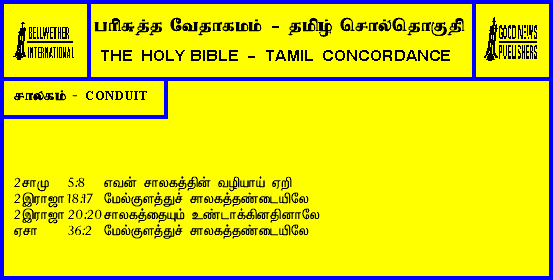 BELLWETHER
INTERNATIONAL
பரிசுத்த வேதாகமம் - தமிழ் சொல்தொகுதி
THE HOLY BIBLE - TAMIL CONCORDANCE
GOOD NEWS
PUBLISHERS
சாலகம் - CONDUIT
2சாமு 5:8 எவன் சாலகத்தின் வழியாய் ஏறி
2இராஜா 18:17 மேல்குளத்துச் சாலகத்தண்டையிலே
2இராஜா 20:20 சாலகத்தையும் உண்டாக்கினதினாலே
ஏசா 36:2 மேல்குளத்துச் சாலகத்தண்டையிலே